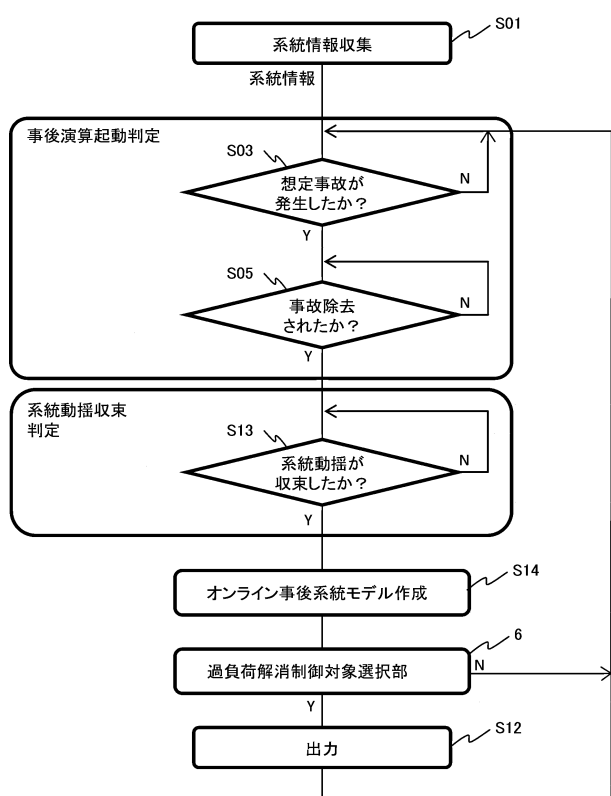 S01
系統情報収集
系統情報
事後演算起動判定
S03
想定事故が
発生したか？
N
Y
S05
事故除去
されたか？
N
Y
系統動揺収束
判定
S13
系統動揺が
収束したか？
N
Y
S14
オンライン事後系統モデル作成
6
過負荷解消制御対象選択部
N
Y
S12
出力